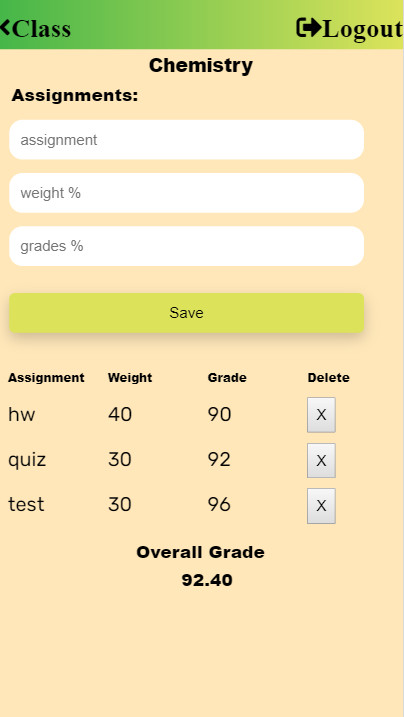 Class Logout
Chemistry
Assignments:
assignment
weight %
grades %
Save
Assignment Weight Grade Delete
hw 40 90 X
quiz 30 92 X
test 30 96 X
Overall Grade
92.40